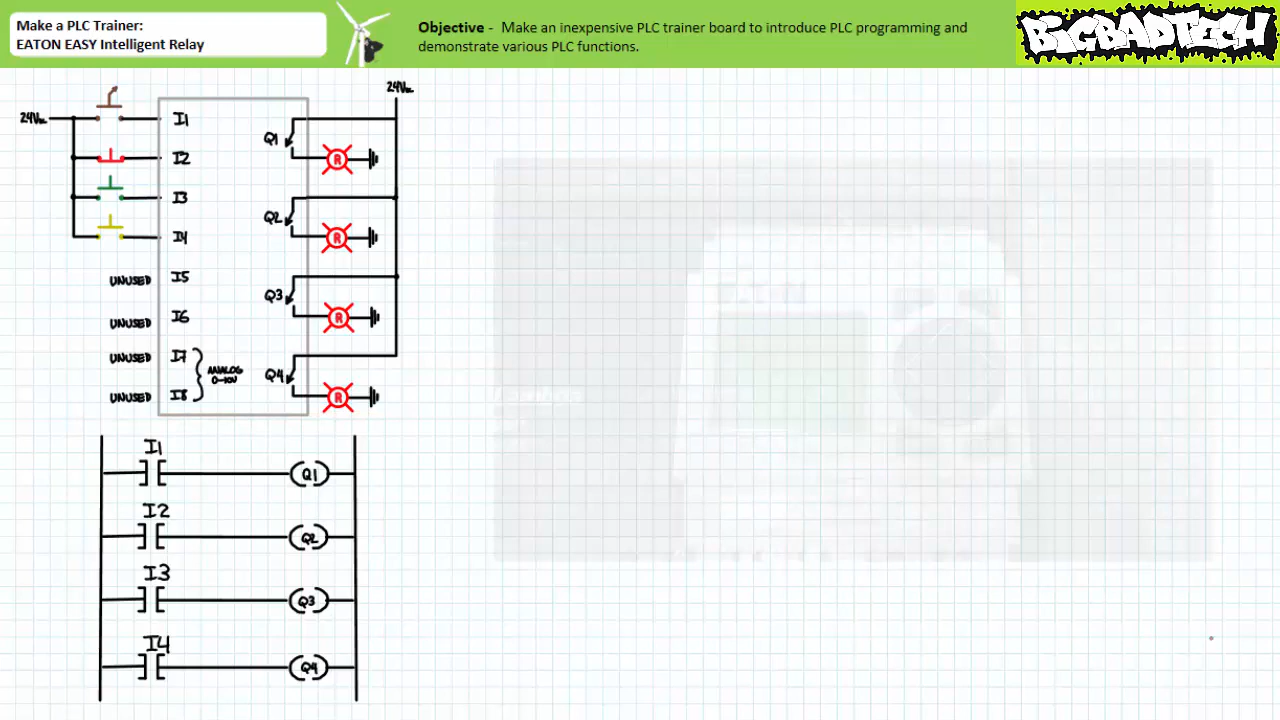 Make a PLC Trainer:
EATON EASY Intelligent Relay
Objective - Make an inexpensive PLC trainer board to introduce PLC programming and
demonstrate various PLC functions.
BIGBADTECH
24VDC
24VDC
I1
Q1
R
I2
I3
Q2
R
I4
UNUSED I5
Q3
R
UNUSED I6
UNUSED I7
ANALOG
0-10V
Q4
R
UNUSED I8
I1
Q1
I2
Q2
I3
Q3
I4
Q4